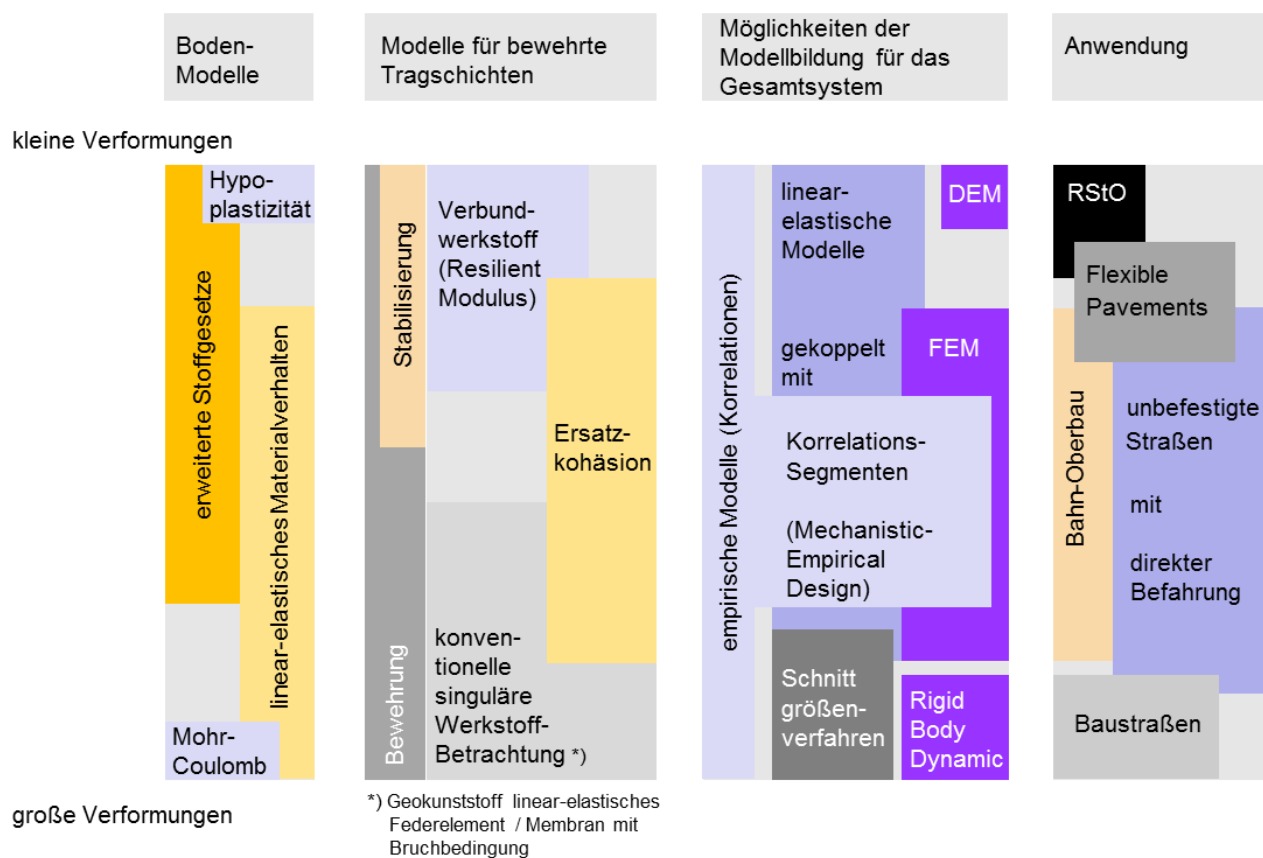 Boden-
Modelle
Modelle für bewehrte
Tragschichten
Möglichkeiten der
Modellbildung für das
Gesamtsystem
Anwendung
kleine Verformungen
Hypo-
plastizität
erweiterte Stoffgesetze
linear-elastisches Materialverhalten
Mohr-
Coulomb
Stabilisierung
Bewehrung
Verbund-
werkstoff
(Resilient
Modulus)
Ersatz-
kohäsion
konven-
tionelle
singuläre
Werkstoff-
Betrachtung *)
empirische Modelle (Korrelationen)
linear-
elastische
Modelle
gekoppelt
mit
DEM
FEM
Korrelations-
Segmenten
(Mechanistic-
Empirical
Design)
Schnitt
größen-
verfahren
Rigid
Body
Dynamic
RStO
Flexible
Pavements
Bahn-Oberbau
unbefestigte
Straßen
mit
direkter
Befahrung
Baustraßen
große Verformungen
*) Geokunststoff linear-elastisches
Federelement / Membran mit
Bruchbedingung